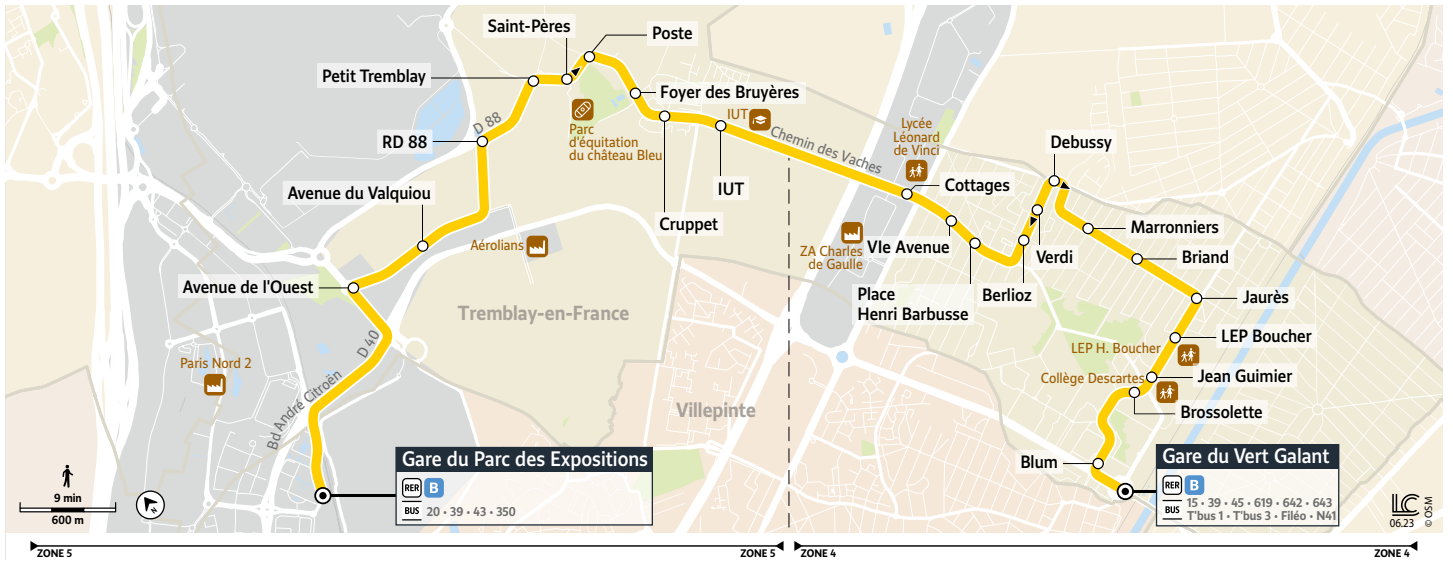 Saint-Pères
Poste
Petit Tremblay
Foyer des Bruyères
D 88
RD 88
Parc
d'équitation
du château Bleu
IUT
Chemin des Vaches
Lycée
Léonard
de Vinci
Debussy
IUT
Cottages
Avenue du Valquiou
Cruppet
Marronniers
Aérolians
ZA Charles
de Gaulle
VIe Avenue
Verdi
Briand
Avenue de l'Ouest
Place
Henri Barbusse
Berlioz
Jaurès
Tremblay-en-France
D 40
LEP H. Boucher
LEP Boucher
Paris Nord 2
Collège Descartes
Jean Guimier
Bd André Citroën
Villepinte
Brossolette
Gare du Parc des Expositions
RER B
BUS 20 • 39 • 43 • 350
Blum
Gare du Vert Galant
RER B
BUS 15 • 39 • 45 • 619 • 642 • 643
T'bus 1 • T'bus 3 • Filéo • N41
9 min
600 m
N
LC
06.23
© OSM
ZONE 5
ZONE 5
ZONE 4
ZONE 4